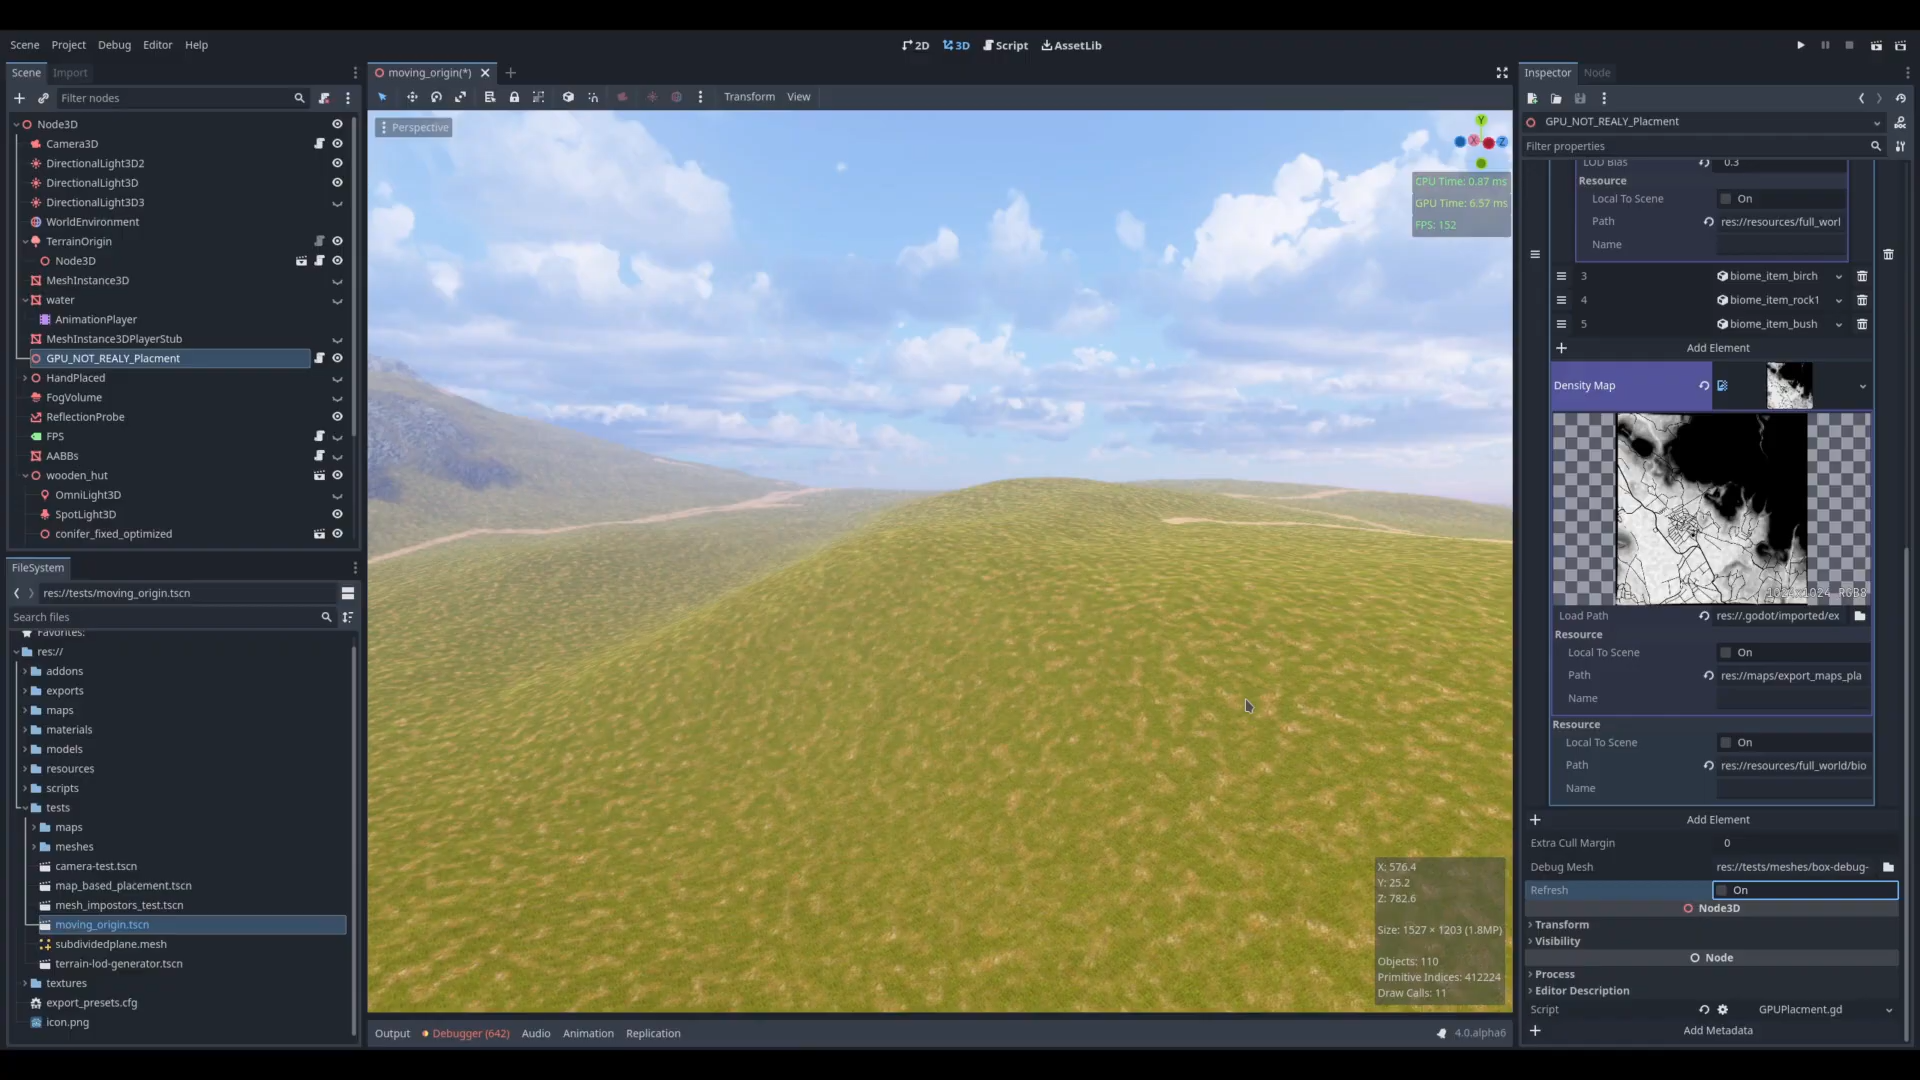 Scene Project Debug Editor Help
2D 3D Script AssetLib
Scene Import
Filter nodes
Node3D
Camera3D
DirectionalLight3D2
DirectionalLight3D
DirectionalLight3D3
WorldEnvironment
TerrainOrigin
Node3D
MeshInstance3D
water
AnimationPlayer
MeshInstance3DPlayerStub
GPU_NOT_REALY_Placment
HandPlaced
FogVolume
ReflectionProbe
FPS
AABBs
wooden_hut
OmniLight3D
SpotLight3D
conifer_fixed_optimized
FileSystem
res://tests/moving_origin.tscn
Search files
Favorites:
res://
addons
exports
maps
materials
models
resources
scripts
tests
maps
meshes
camera-test.tscn
map_based_placement.tscn
mesh_impostors_test.tscn
moving_origin.tscn
subdividedplane.mesh
terrain-lod-generator.tscn
textures
export_presets.cfg
icon.png
moving_origin(*)
Transform View
Perspective
Y
X Z
CPU Time: 0.87 ms
GPU Time: 6.57 ms
FPS: 152
X: 576.4
Y: 25.2
Z: 782.6
Size: 1527 × 1203 (1.8MP)
Objects: 110
Primitive Indices: 412224
Draw Calls: 11
Output Debugger (642) Audio Animation Replication
4.0.alpha6
Inspector Node
GPU_NOT_REALY_Placment
Filter properties
LOD Bias 0.3
Resource
Local To Scene On
Path res://resources/full_worl
Name
3 biome_item_birch
4 biome_item_rock1
5 biome_item_bush
Add Element
Density Map
1024x1024 RGB8
Load Path res://.godot/imported/ex
Resource
Local To Scene On
Path res://maps/export_maps_pla
Name
Resource
Local To Scene On
Path res://resources/full_world/bio
Name
Add Element
Extra Cull Margin 0
Debug Mesh res://tests/meshes/box-debug-
Refresh On
Node3D
Transform
Visibility
Node
Process
Editor Description
Script GPUPlacment.gd
Add Metadata